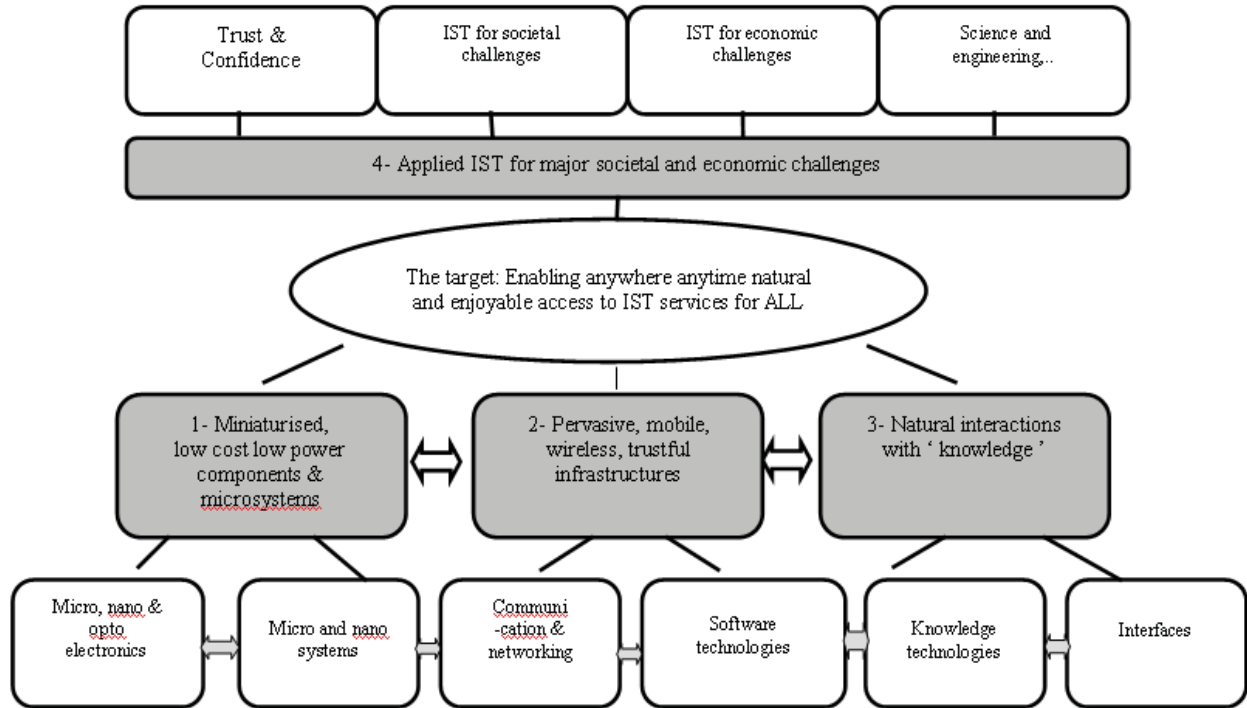 Trust &
Confidence
IST for societal
challenges
IST for economic
challenges
Science and
engineering,..
4- Applied IST for major societal and economic challenges
The target: Enabling anywhere anytime natural
and enjoyable access to IST services for ALL
1- Miniaturised,
low cost low power
components &
microsystems
2- Pervasive, mobile,
wireless, trustful
infrastructures
3- Natural interactions
with ‘ knowledge ’
Micro, nano &
opto
electronics
Micro and nano
systems
Communi
-cation &
networking
Software
technologies
Knowledge
technologies
Interfaces